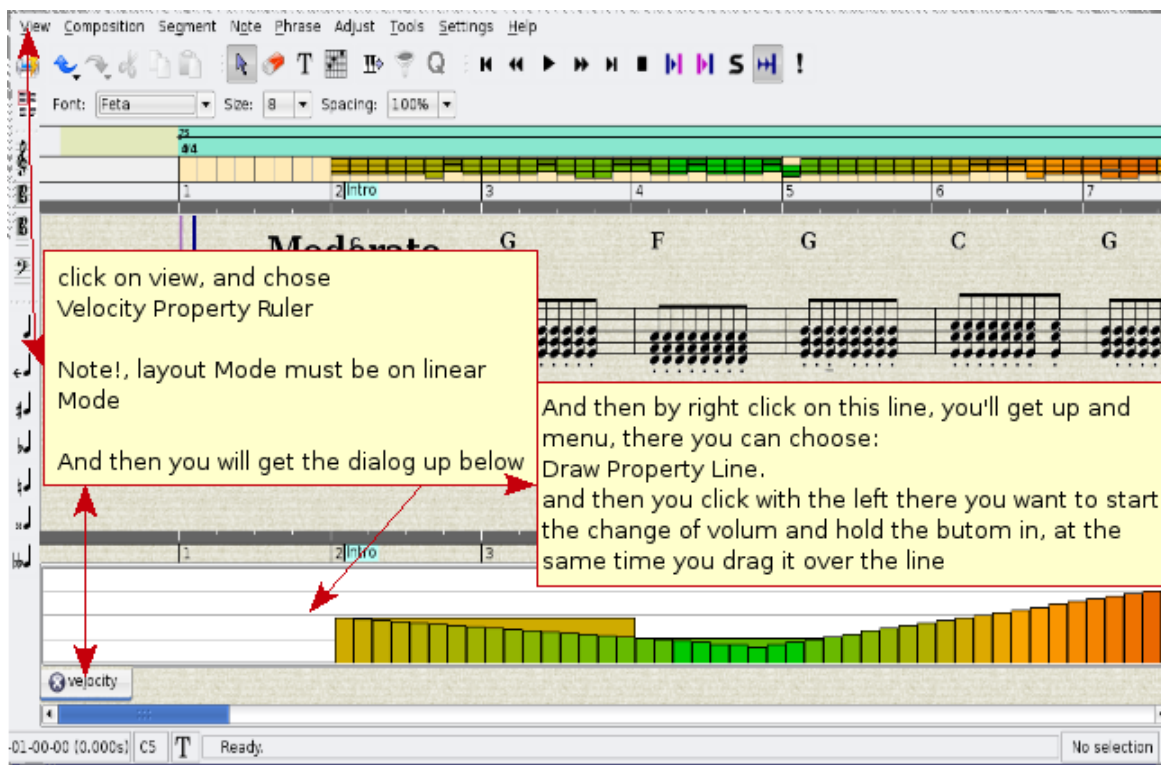 View Composition Segment Note Phrase Adjust Tools Settings Help
T Q S !
Font: Feta Size: 8 Spacing: 100%
4/4
1 2 Intro 3 4 5 6 7
G F G C G
click on view, and chose
Velocity Property Ruler
Note!, layout Mode must be on linear
Mode
And then you will get the dialog up below
And then by right click on this line, you'll get up and
menu, there you can choose:
Draw Property Line.
and then you click with the left there you want to start
the change of volum and hold the butom in, at the
same time you drag it over the line
1 2 Intro 3
velocity
-01-00-00 (0.000s) C5 T Ready. No selection